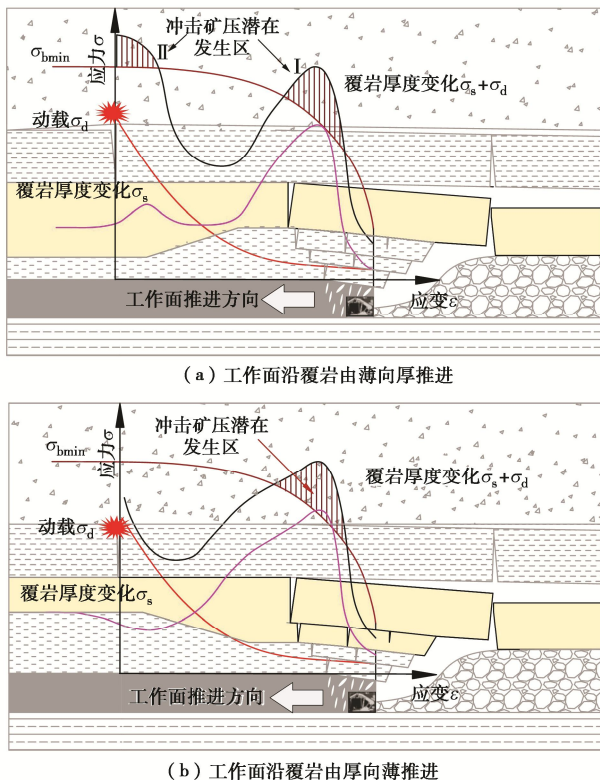 冲击矿压潜在
发生区
σbmin
应力σ
II
I
覆岩厚度变化σs+σd
动载σd
覆岩厚度变化σs
工作面推进方向
应变ε
(a)工作面沿覆岩由薄向厚推进
冲击矿压潜在
发生区
σbmin
应力σ
覆岩厚度变化σs+σd
动载σd
覆岩厚度变化σs
工作面推进方向
应变ε
(b)工作面沿覆岩由厚向薄推进